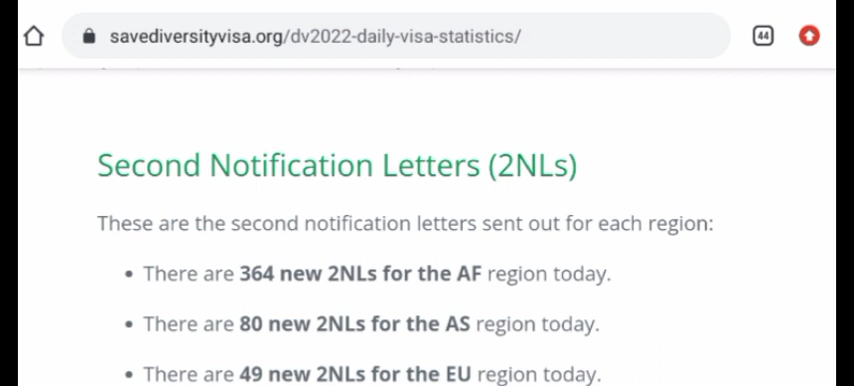 savediversityvisa.org/dv2022-daily-visa-statistics/
44
Second Notification Letters (2NLs)
These are the second notification letters sent out for each region:
• There are 364 new 2NLs for the AF region today.
• There are 80 new 2NLs for the AS region today.
• There are 49 new 2NLs for the EU region today.